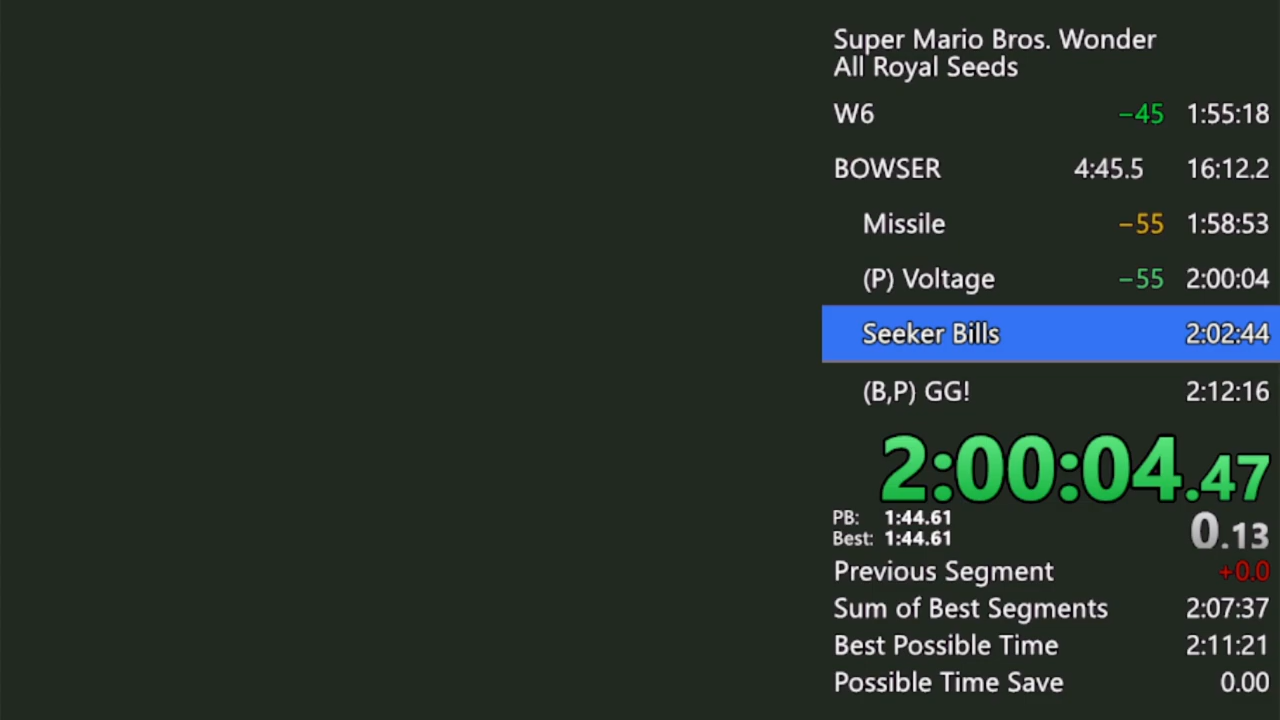 Super Mario Bros. Wonder
All Royal Seeds
W6 −45 1:55:18
BOWSER 4:45.5 16:12.2
Missile −55 1:58:53
(P) Voltage −55 2:00:04
Seeker Bills 2:02:44
(B,P) GG! 2:12:16
2:00:04.47
PB: 1:44.61
Best: 1:44.61
0.13
Previous Segment +0.0
Sum of Best Segments 2:07:37
Best Possible Time 2:11:21
Possible Time Save 0.00